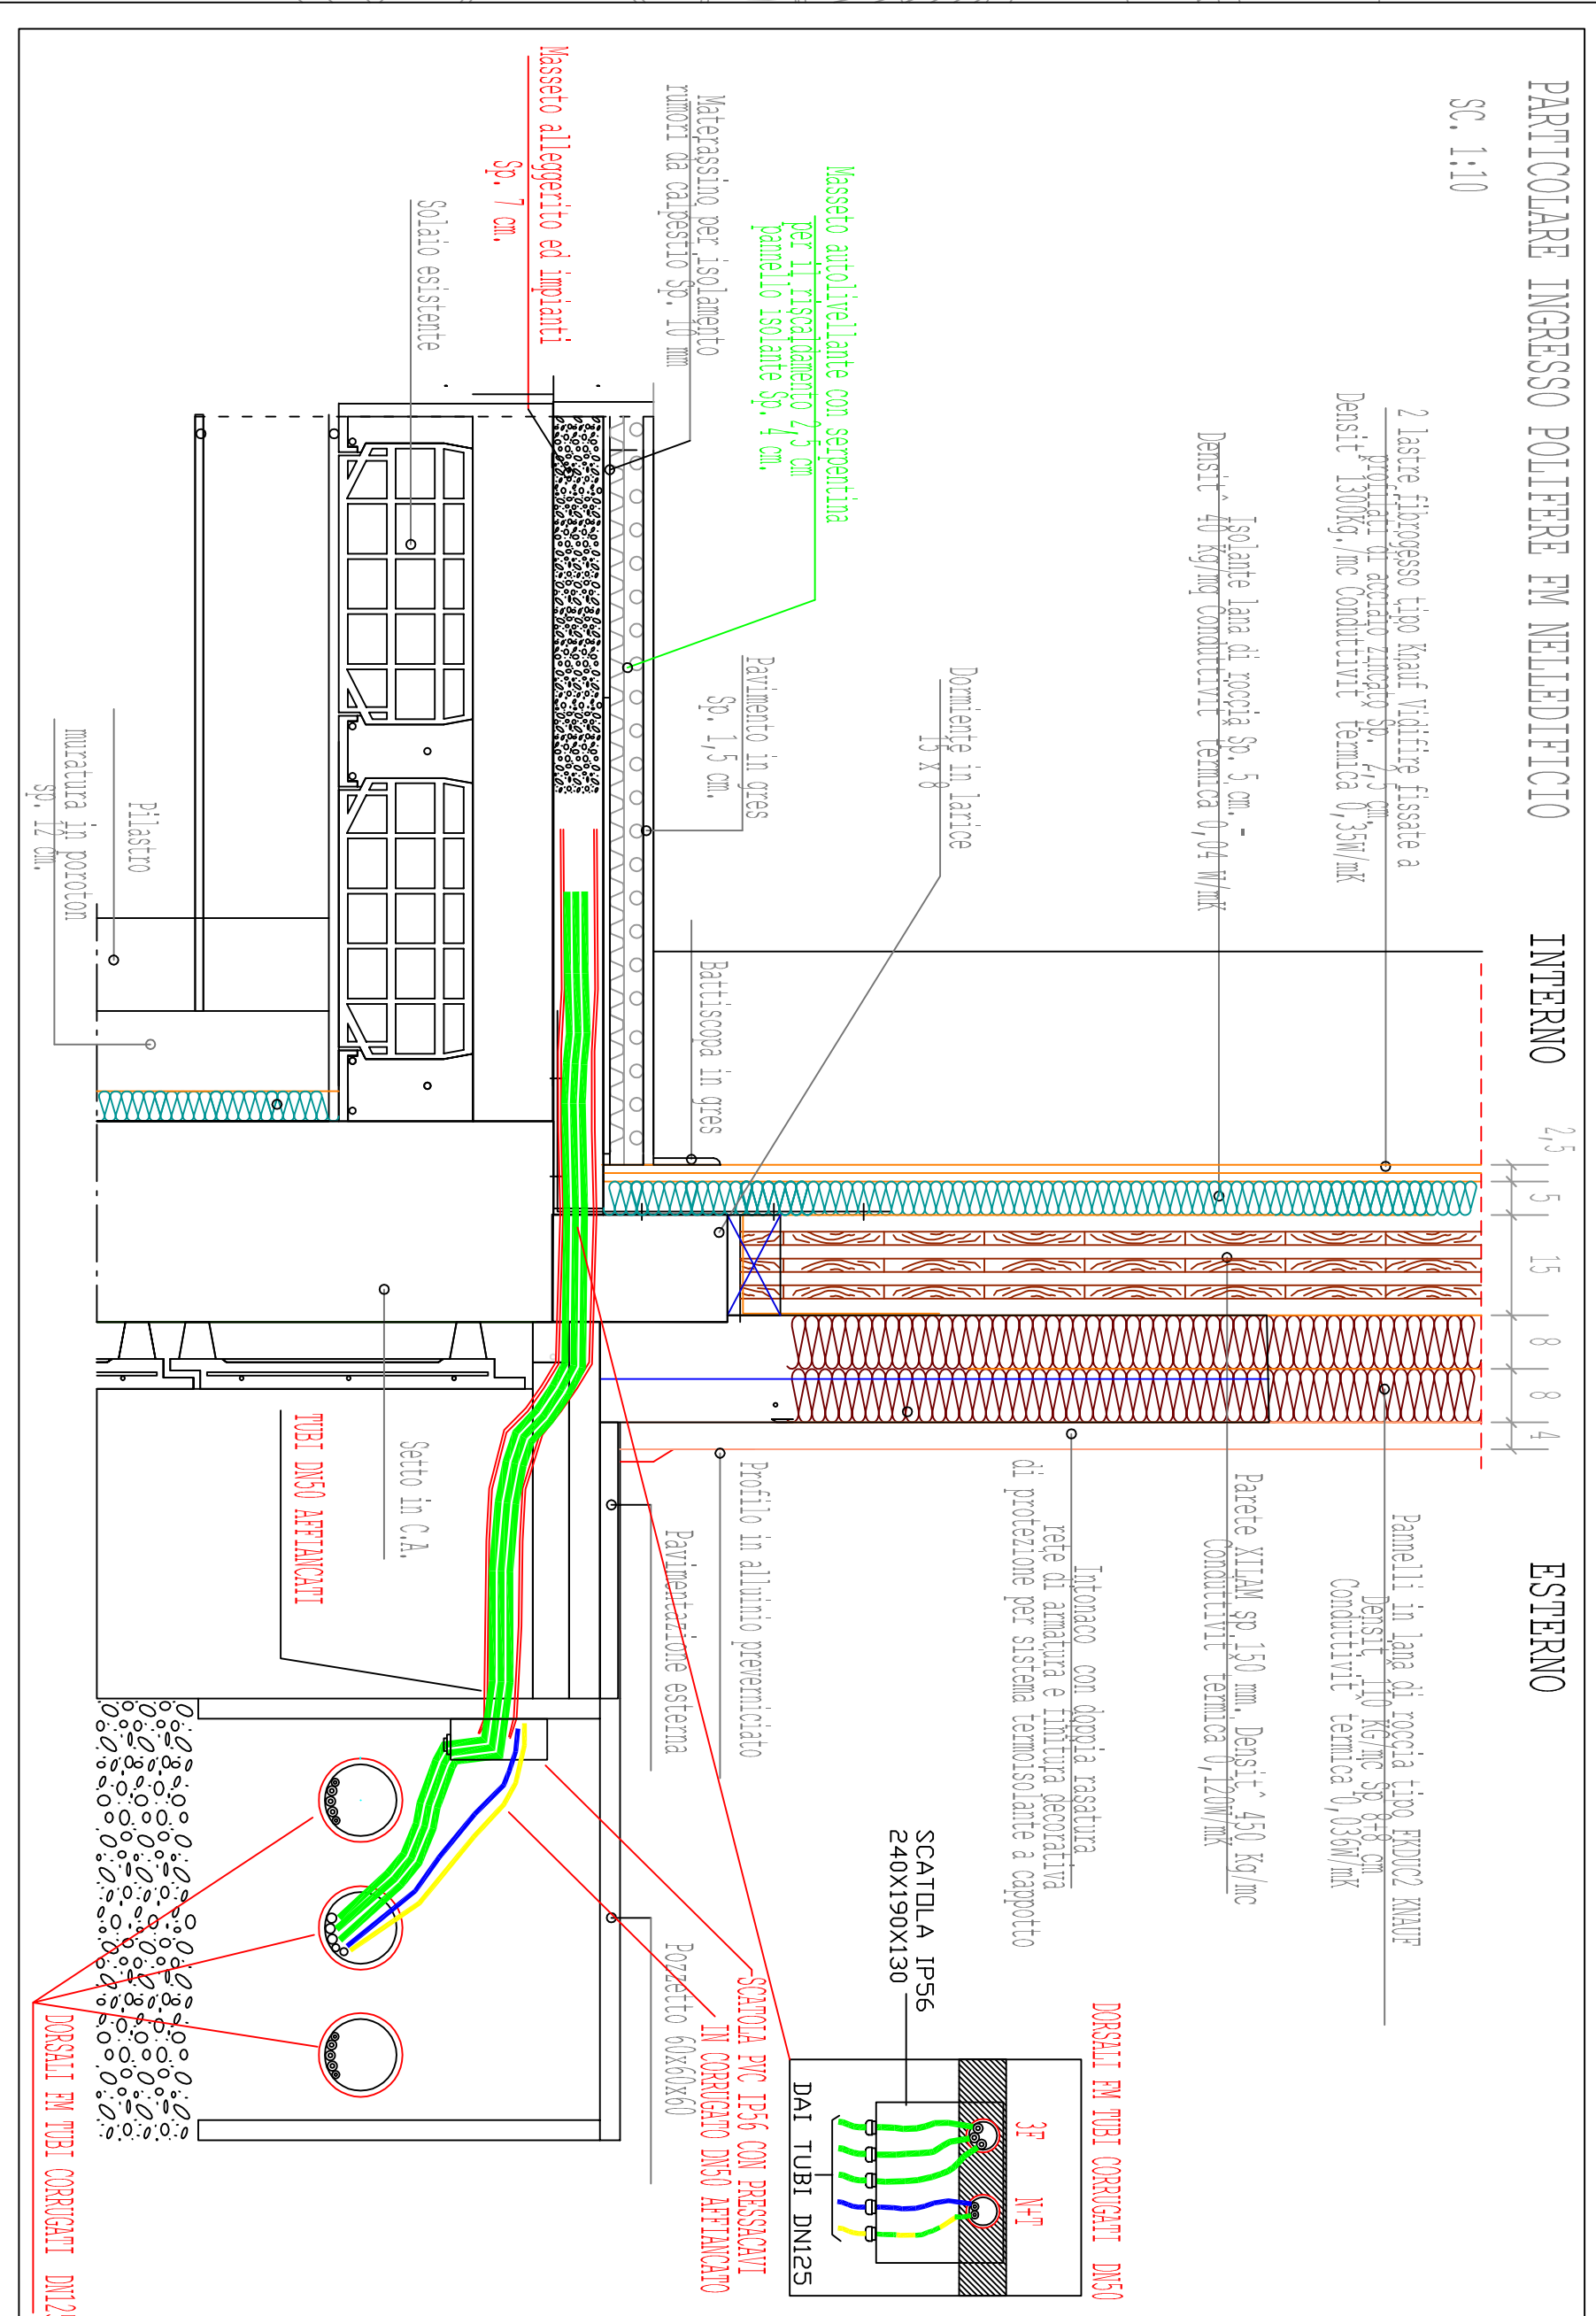 PARTICOLARE INGRESSO POLIFERE FM NELLEDIFICIO
SC. 1:10
INTERNO
ESTERNO
2,5
5
15
8
8
4
2 lastre fibrogesso tipo Knauf Vidifire fissate a
profilati di acciaio zincato Sp. 2,5 cm.
Densit^ 1300Kg./mc Conduttivit^ termica 0,35W/mK
Isolante lana di roccia Sp. 5 cm. -
Densit^ 40 Kg/mq Conduttivit^ termica 0,04 W/mK
Dormiente in larice
15 X 8
Masseto autolivellante con serpentina
per il riscaldamento 2,5 cm
pannello isolante Sp. 4 cm.
Pavimento in gres
Sp. 1,5 cm.
Battiscopa in gres
Materassino per isolamento
rumori da calpestio Sp. 10 mm
Masseto alleggerito ed impianti
Sp. 7 cm.
Solaio esistente
Pilastro
muratura in poroton
sp. 12 cm.
Pannelli in lana di roccia tipo FKDUC2 KNAUF
Densit^ 110 KG/mc Sp 8+8 cm
Conduttivit^ termica 0,036W/mK
Parete XILAM sp.150 mm. Densit^ 450 Kg/mc
Conduttivit^ termica 0,120W/mK
Intonaco con doppia rasatura,
rete di armatura e finitura decorativa
di protezione per sistema termoisolante a cappotto
Profilo in alluinio preverniciato
Pavimentazione esterna
Setto in C.A.
TUBI DN50 AFFIANCATI
Pozzetto 60x60x60
SCATOLA PVC IP56 CON PRESSACAVI
IN CORRUGATO DN50 AFFIANCATO
SCATOLA IP56
240X190X130
DORSALI FM TUBI CORRUGATI DN50
3F
N+T
DAI TUBI DN125
DORSALI FM TUBI CORRUGATI DN125